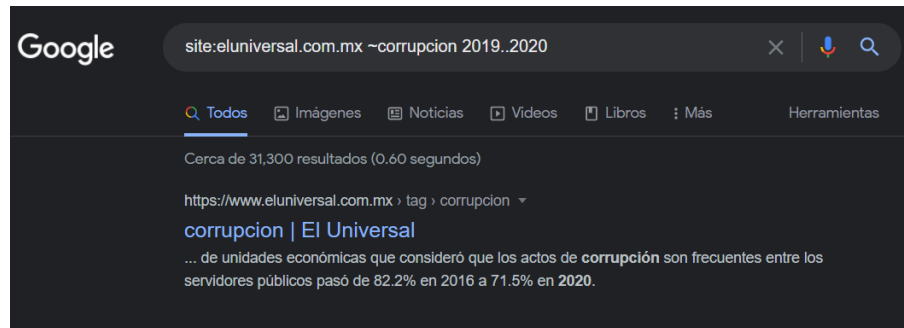 Google
site:eluniversal.com.mx ~corrupcion 2019..2020
Todos Imágenes Noticias Videos Libros Más Herramientas
Cerca de 31,300 resultados (0.60 segundos)
https://www.eluniversal.com.mx › tag › corrupcion
corrupcion | El Universal
... de unidades económicas que consideró que los actos de corrupción son frecuentes entre los
servidores públicos pasó de 82.2% en 2016 a 71.5% en 2020.